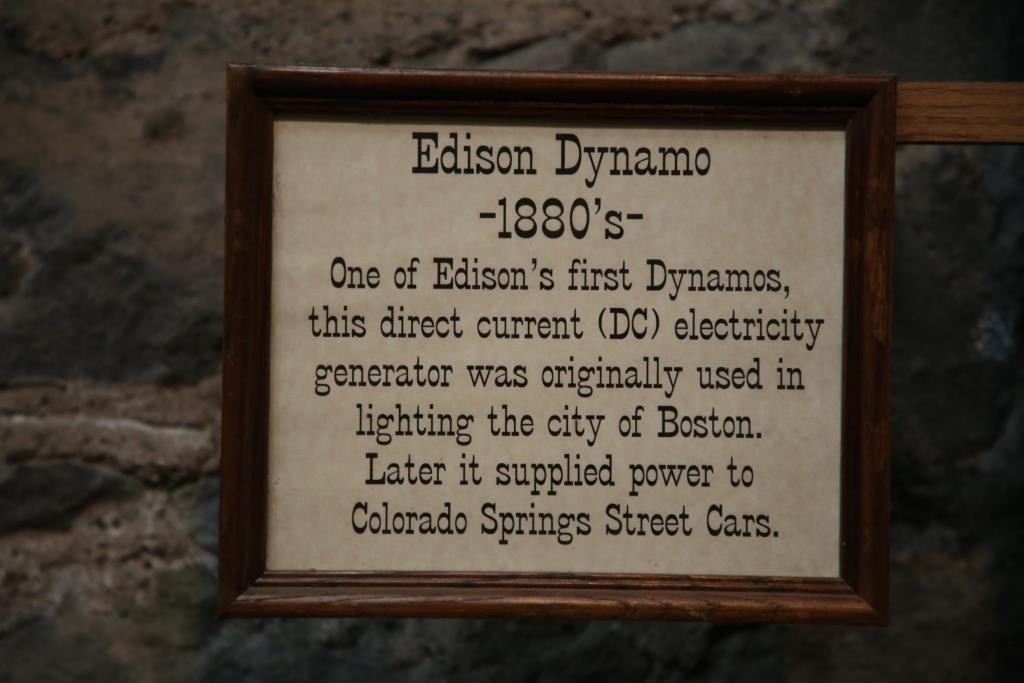 Edison Dynamo
-1880's-
One of Edison's first Dynamos,
this direct current (DC) electricity
generator was originally used in
lighting the city of Boston.
Later it supplied power to
Colorado Springs Street Cars.